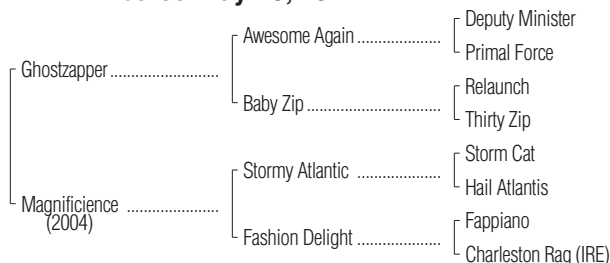 Deputy Minister
Awesome Again
Primal Force
Ghostzapper
Relaunch
Baby Zip
Thirty Zip
Storm Cat
Stormy Atlantic
Hail Atlantis
Magnificience
(2004)
Fappiano
Fashion Delight
Charleston Rag (IRE)